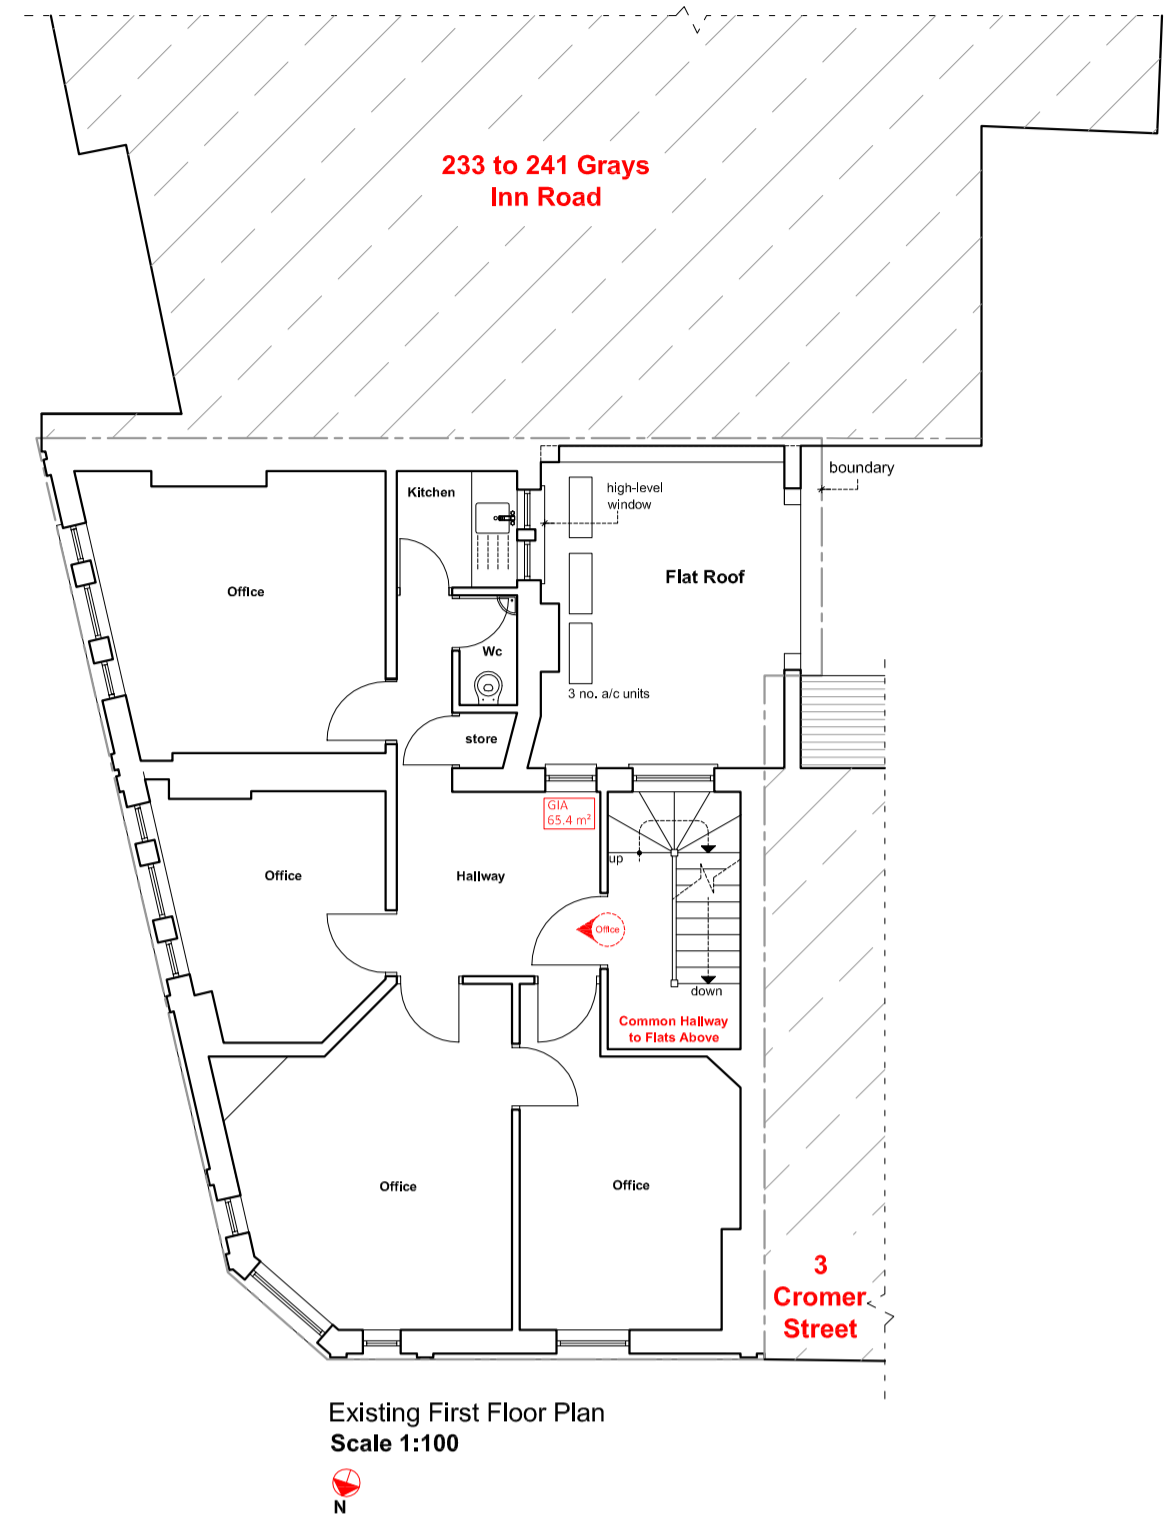 233 to 241 Grays
Inn Road
boundary
Kitchen
high-level
window
Office
Flat Roof
Wc
3 no. a/c units
store
GIA
65.4 m²
up
Office
Hallway
Office
down
Common Hallway
to Flats Above
Office
Office
3
Cromer
Street
Existing First Floor Plan
Scale 1:100
N